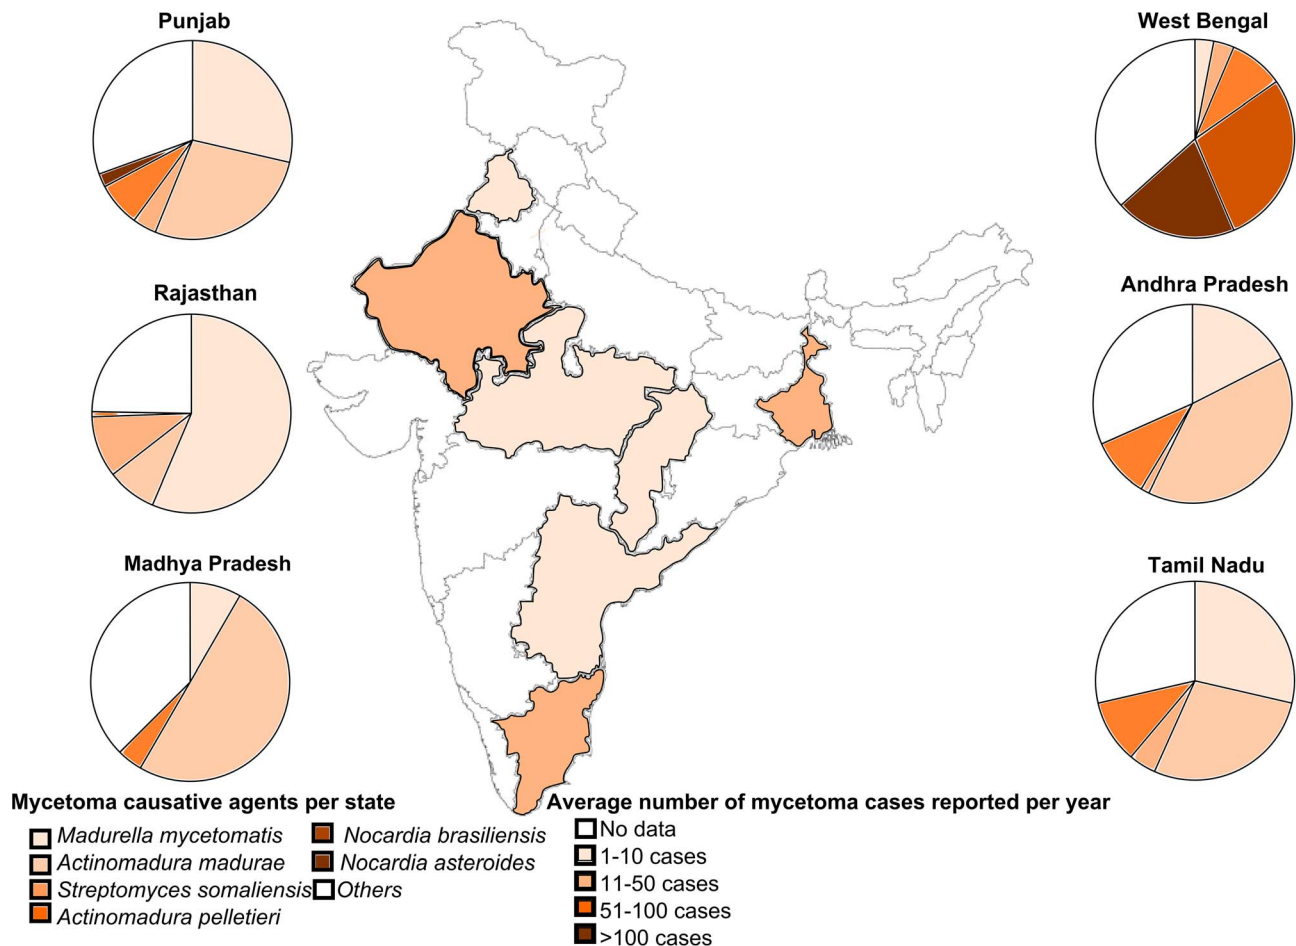 Punjab
West Bengal
Rajasthan
Andhra Pradesh
Madhya Pradesh
Tamil Nadu
Mycetoma causative agents per state
Madurella mycetomatis
Actinomadura madurae
Streptomyces somaliensis
Actinomadura pelletieri
Nocardia brasiliensis
Nocardia asteroides
Others
Average number of mycetoma cases reported per year
No data
1-10 cases
11-50 cases
51-100 cases
>100 cases